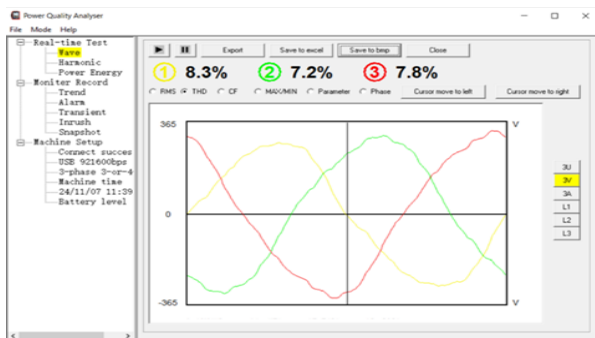 Power Quality Analyser
File Mode Help
Real-time Test
Wave
Harmonic
Power Energy
Moniter Record
Trend
Alarm
Transient
Inrush
Snapshot
Machine Setup
Connect succes
USB 921600bps
3-phase 3-or-4
Machine time
24/11/07 11:39
Battery level
Export Save to excel Save to bmp Close
1 8.3% 2 7.2% 3 7.8%
RMS THD CF MAX/MIN Parameter Phase Cursor move to left Cursor move to right
365 V
0
-365 V
3U
3V
3A
L1
L2
L3